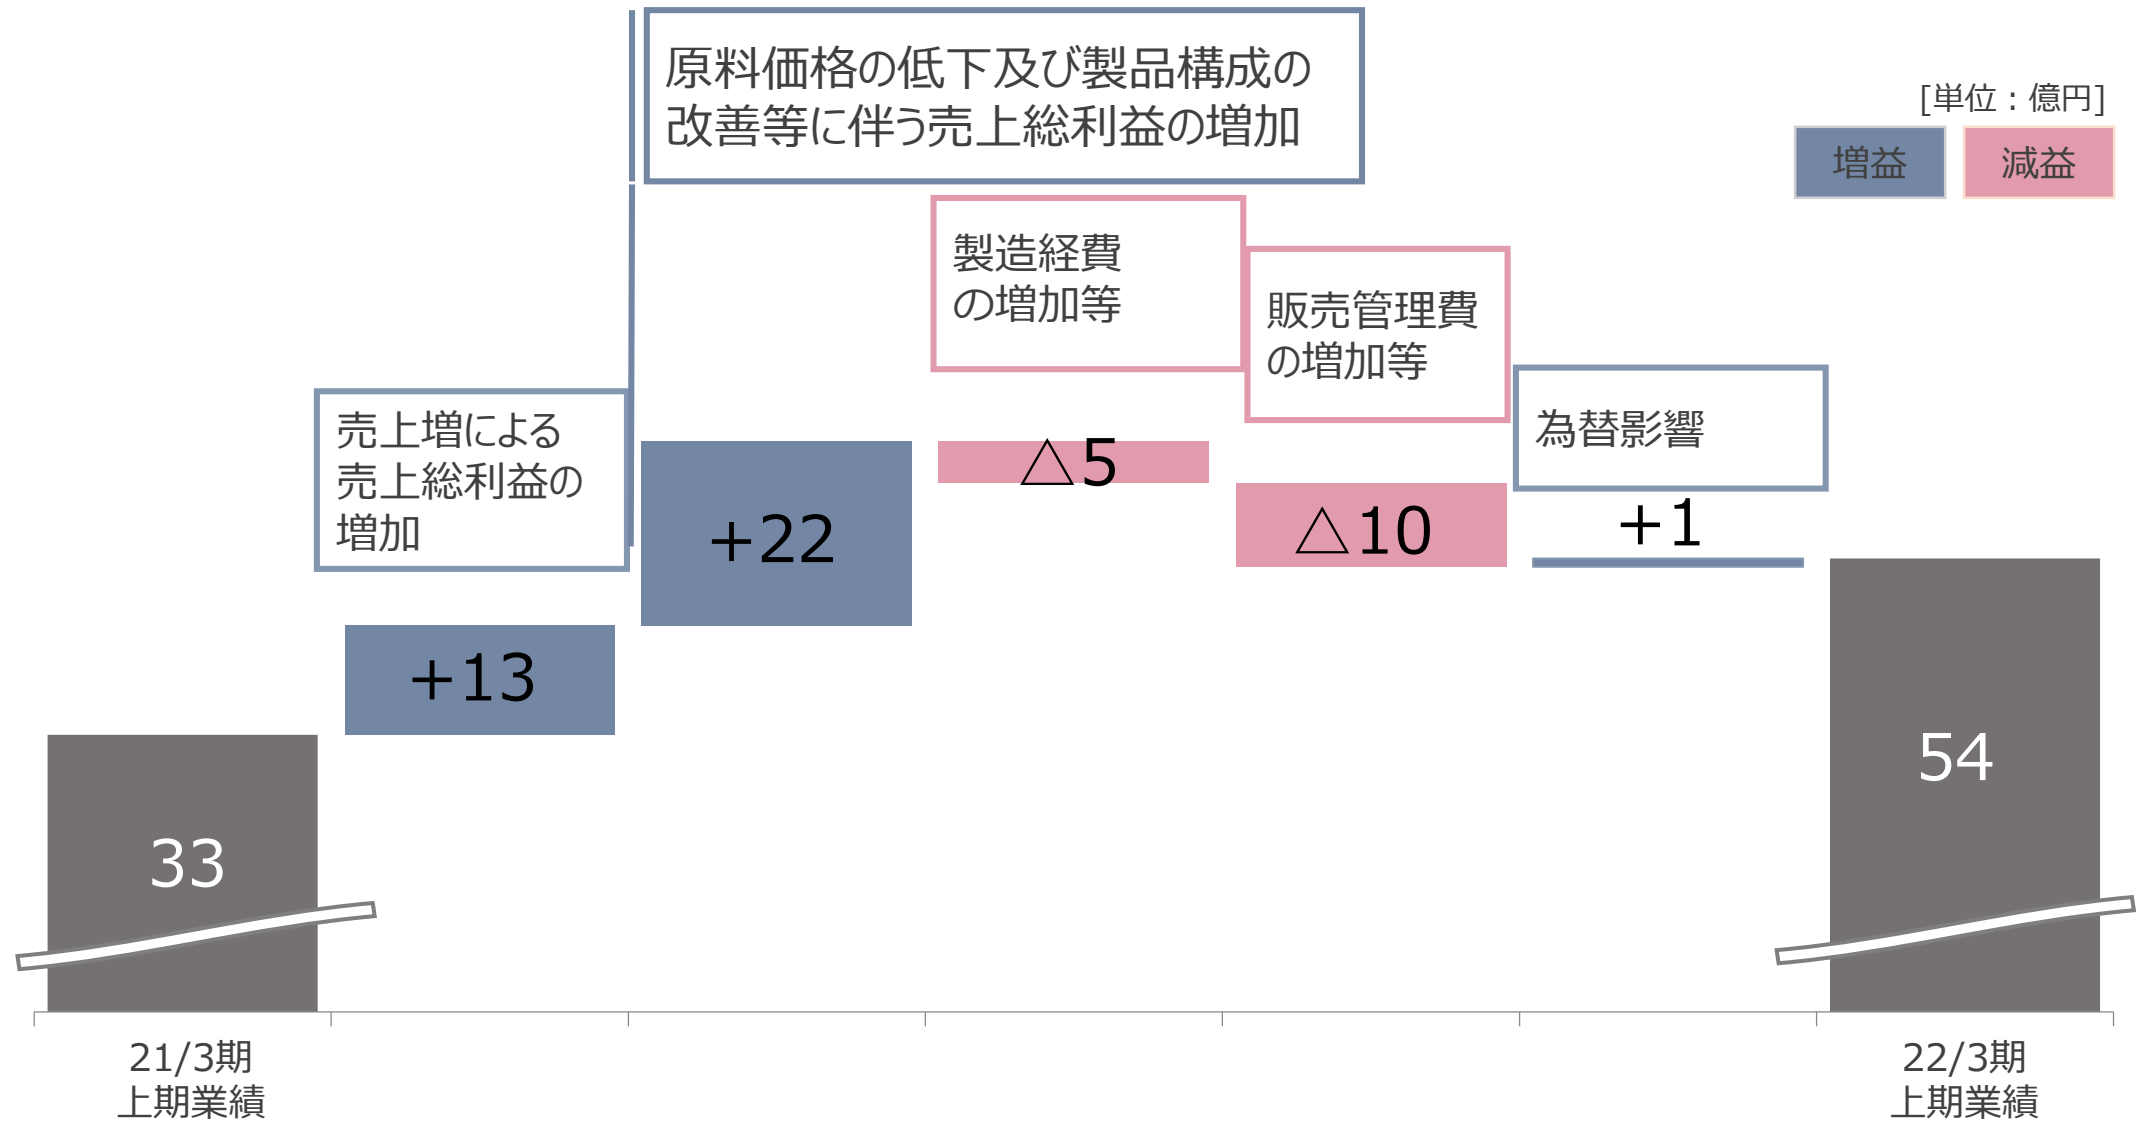 原料価格の低下及び製品構成の
改善等に伴う売上総利益の増加
[単位：億円]
増益
減益
製造経費
の増加等
販売管理費
の増加等
売上増による
売上総利益の
増加
為替影響
+13
+22
△5
△10
+1
33
54
21/3期
上期業績
22/3期
上期業績